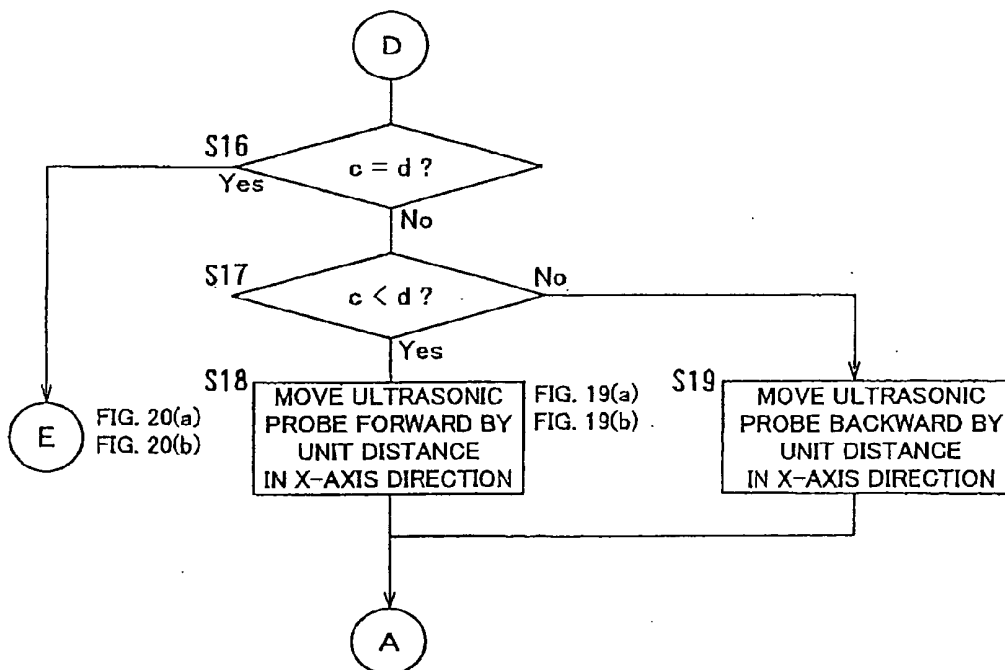 D
S16
c = d ?
Yes
No
S17
c < d ?
No
Yes
E
FIG. 20(a)
FIG. 20(b)
S18
MOVE ULTRASONIC
PROBE FORWARD BY
UNIT DISTANCE
IN X-AXIS DIRECTION
FIG. 19(a)
FIG. 19(b)
S19
MOVE ULTRASONIC
PROBE BACKWARD BY
UNIT DISTANCE
IN X-AXIS DIRECTION
A